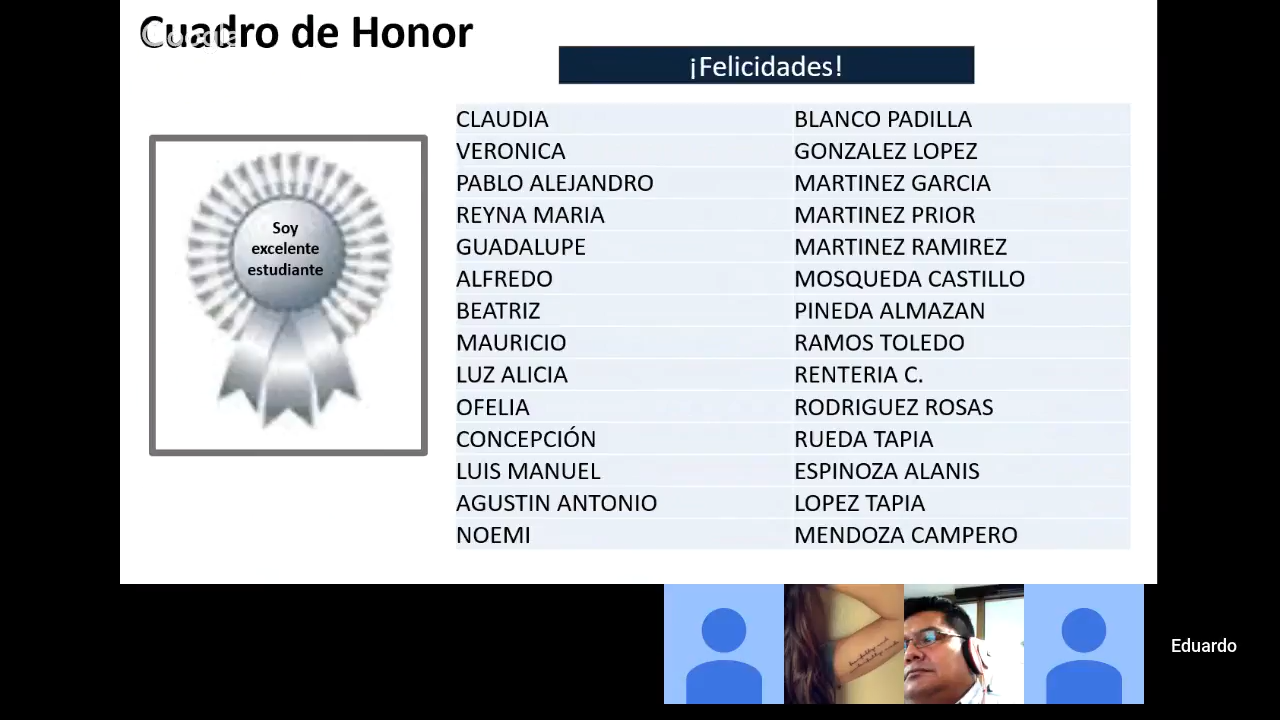 Cuadro de Honor
¡Felicidades!
Soy
excelente
estudiante
CLAUDIA BLANCO PADILLA
VERONICA GONZALEZ LOPEZ
PABLO ALEJANDRO MARTINEZ GARCIA
REYNA MARIA MARTINEZ PRIOR
GUADALUPE MARTINEZ RAMIREZ
ALFREDO MOSQUEDA CASTILLO
BEATRIZ PINEDA ALMAZAN
MAURICIO RAMOS TOLEDO
LUZ ALICIA RENTERIA C.
OFELIA RODRIGUEZ ROSAS
CONCEPCIÓN RUEDA TAPIA
LUIS MANUEL ESPINOZA ALANIS
AGUSTIN ANTONIO LOPEZ TAPIA
NOEMI MENDOZA CAMPERO
Eduardo